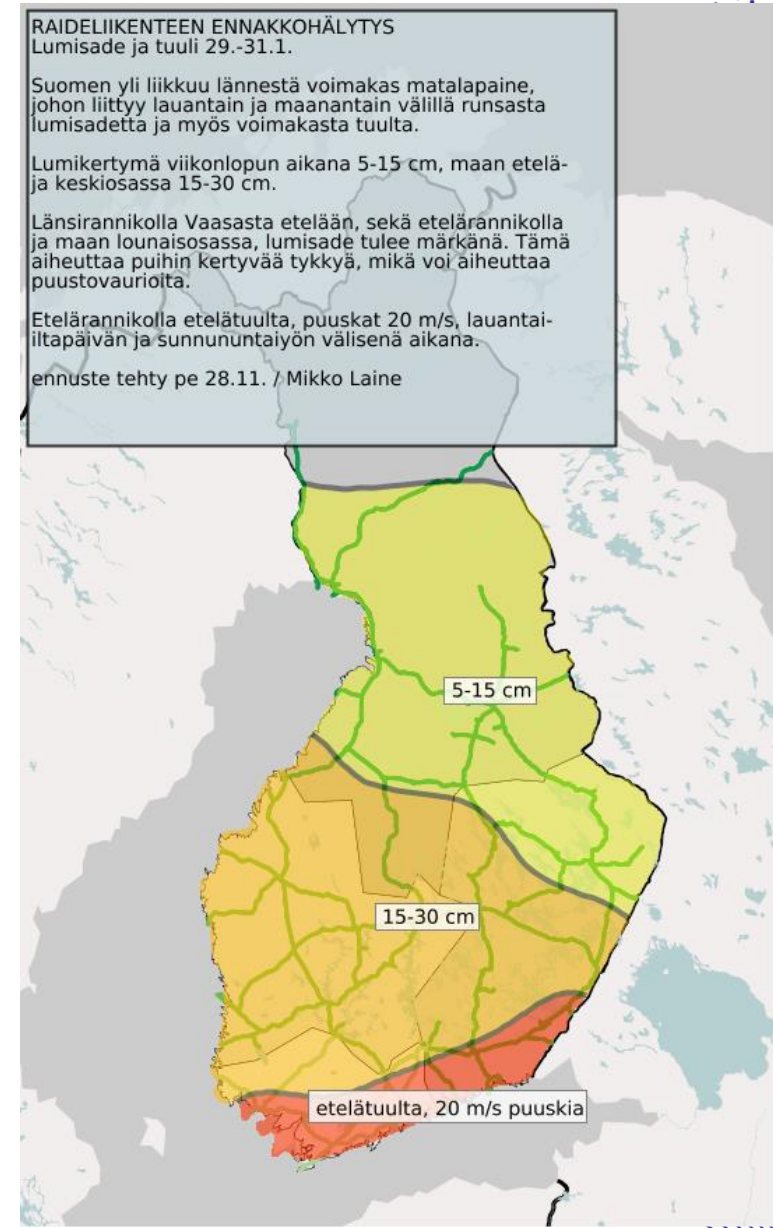 RAIDELIIKENTEEN ENNAKKOHÄLYTYS
Lumisade ja tuuli 29.-31.1.
Suomen yli liikkuu lännestä voimakas matalapaine,
johon liittyy lauantain ja maanantain välillä runsasta
lumisadetta ja myös voimakasta tuulta.
Lumikertymä viikonlopun aikana 5-15 cm, maan etelä-
ja keskiosassa 15-30 cm.
Länsirannikolla Vaasasta etelään, sekä etelärannikolla
ja maan lounaisosassa, lumisade tulee märkänä. Tämä
aiheuttaa puihin kertyvää tykkyä, mikä voi aiheuttaa
puustovaurioita.
Etelärannikolla etelätuulta, puuskat 20 m/s, lauantai-
iltapäivän ja sunnununtaiyön välisenä aikana.
ennuste tehty pe 28.11. / Mikko Laine
5-15 cm
15-30 cm
etelätuulta, 20 m/s puuskia